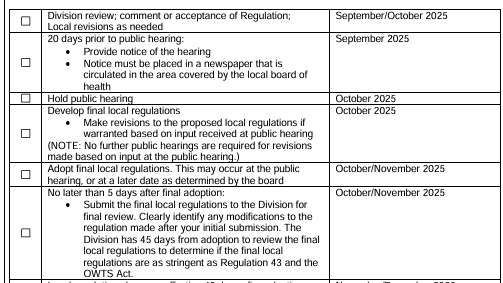 Division review; comment or acceptance of Regulation;
Local revisions as needed
September/October 2025
20 days prior to public hearing:
• Provide notice of the hearing
• Notice must be placed in a newspaper that is
circulated in the area covered by the local board of
health
September 2025
Hold public hearing
October 2025
Develop final local regulations
• Make revisions to the proposed local regulations if
warranted based on input received at public hearing
(NOTE: No further public hearings are required for revisions
made based on input at the public hearing.)
October 2025
Adopt final local regulations. This may occur at the public
hearing, or at a later date as determined by the board
October/November 2025
No later than 5 days after final adoption:
• Submit the final local regulations to the Division for
final review. Clearly identify any modifications to the
regulation made after your initial submission. The
Division has 45 days from adoption to review the final
local regulations to determine if the final local
regulations are as stringent as Regulation 43 and the
OWTS Act.
October/November 2025